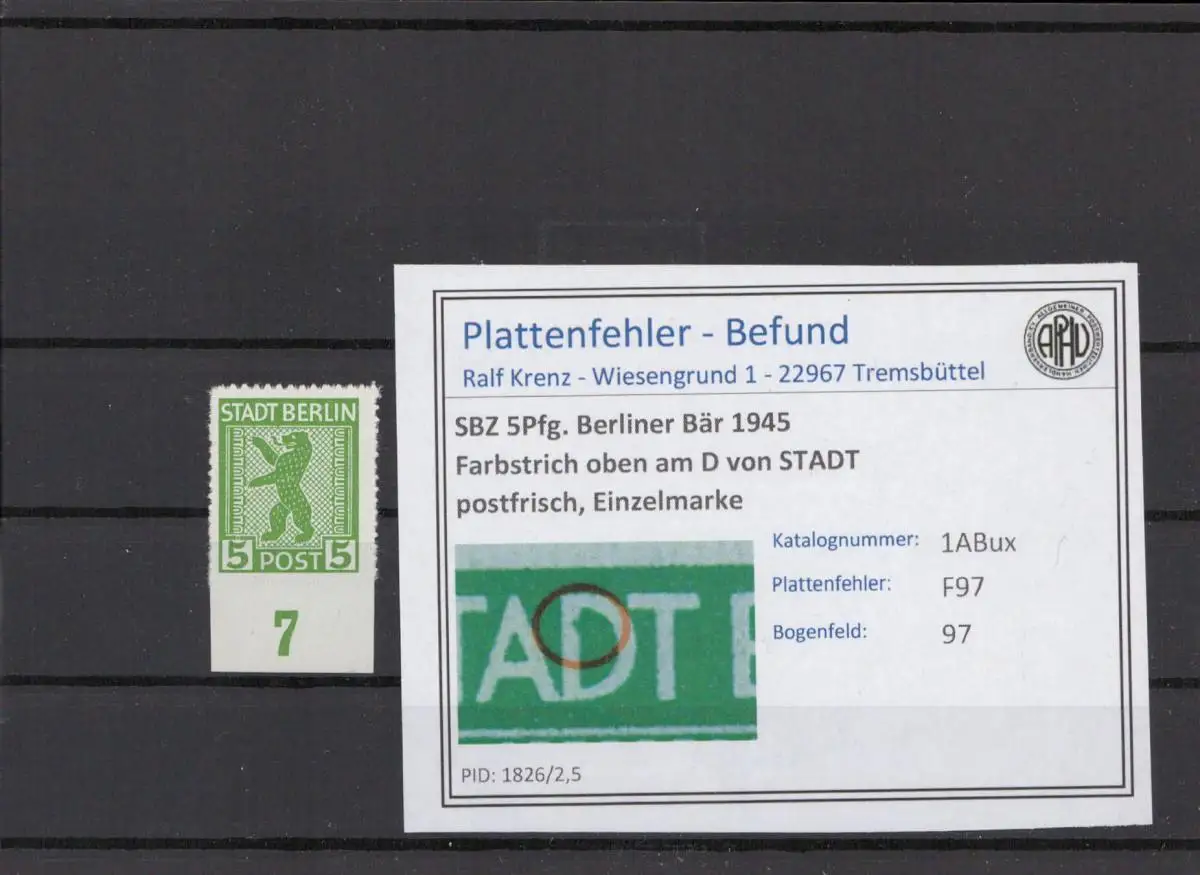 STADT BERLIN
5 POST 5
7
Plattenfehler - Befund
Ralf Krenz - Wiesengrund 1 - 22967 Tremsbüttel
APHV
SBZ 5Pfg. Berliner Bär 1945
Farbstrich oben am D von STADT
postfrisch, Einzelmarke
TADT
Katalognummer: 1ABux
Plattenfehler: F97
Bogenfeld: 97
PID: 1826/2,5